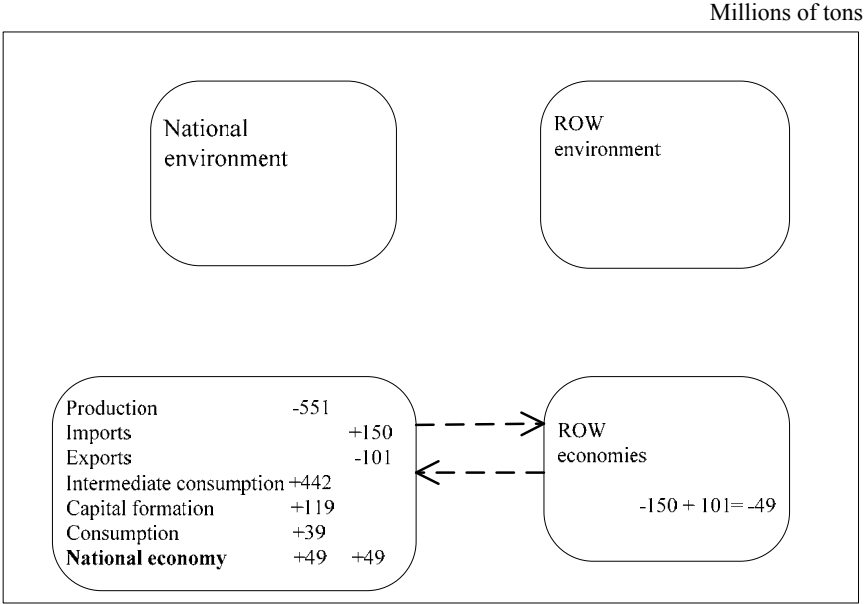 Millions of tons
National
environment
ROW
environment
Production -551
Imports +150
Exports -101
Intermediate consumption +442
Capital formation +119
Consumption +39
National economy +49 +49
ROW
economies
-150 + 101= -49